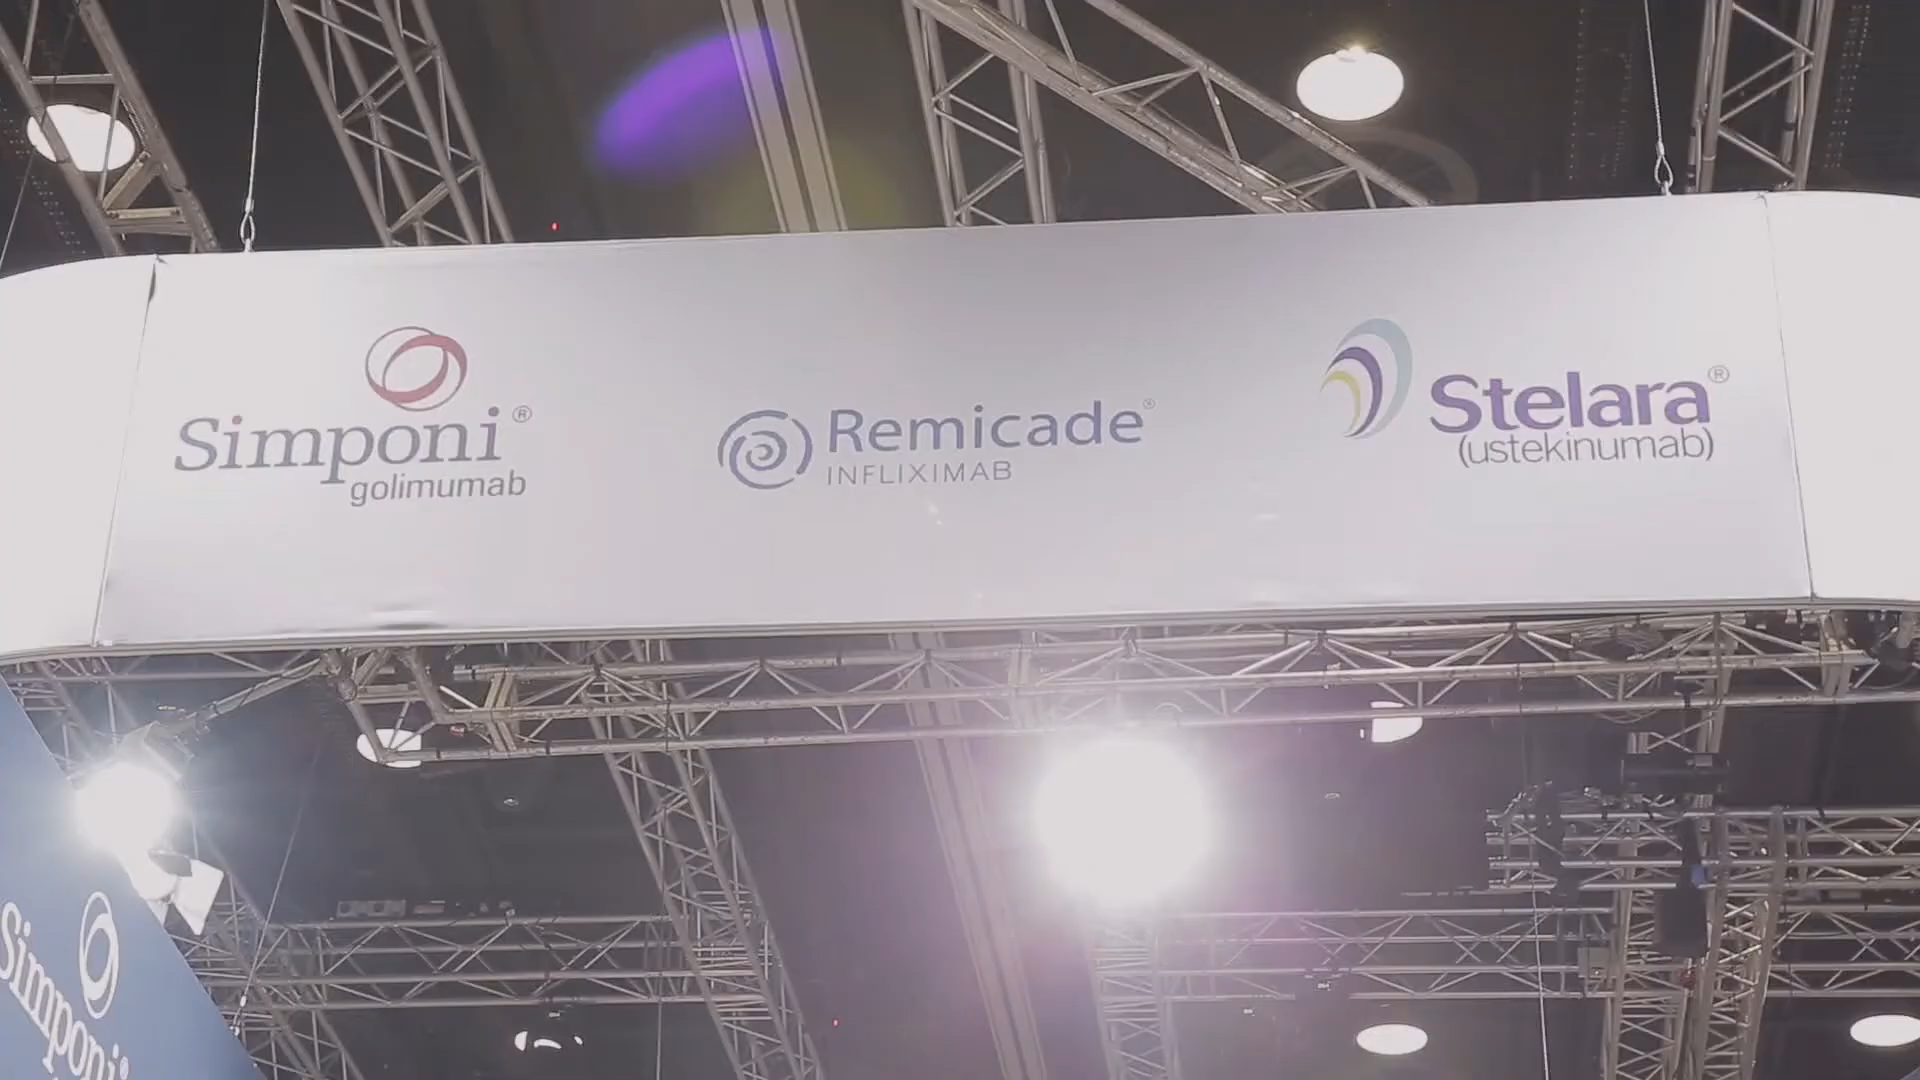 Simponi®
golimumab
Remicade®
INFLIXIMAB
Stelara®
(ustekinumab)
Simponi®